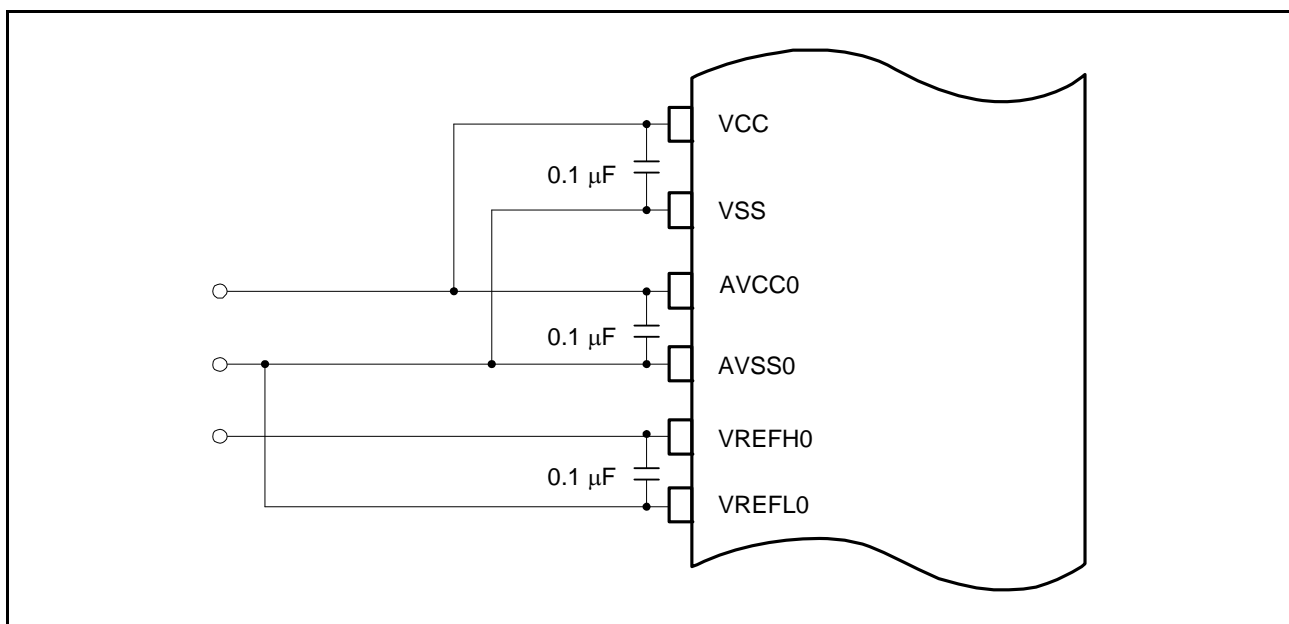 VCC
0.1 μF
VSS
AVCC0
0.1 μF
AVSS0
VREFH0
0.1 μF
VREFL0